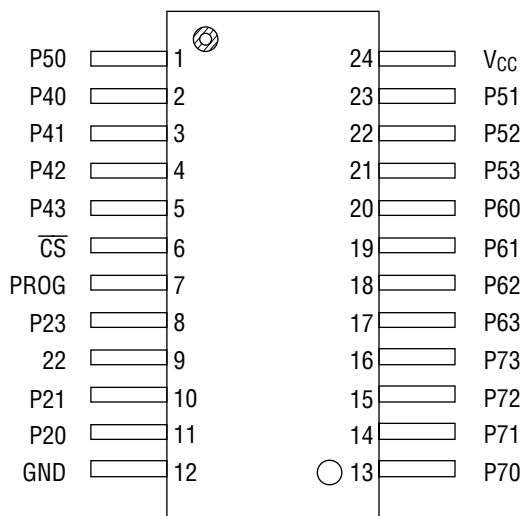 P50 1 24 VCC
P40 2 23 P51
P41 3 22 P52
P42 4 21 P53
P43 5 20 P60
C̅S̅ 6 19 P61
PROG 7 18 P62
P23 8 17 P63
22 9 16 P73
P21 10 15 P72
P20 11 14 P71
GND 12 13 P70